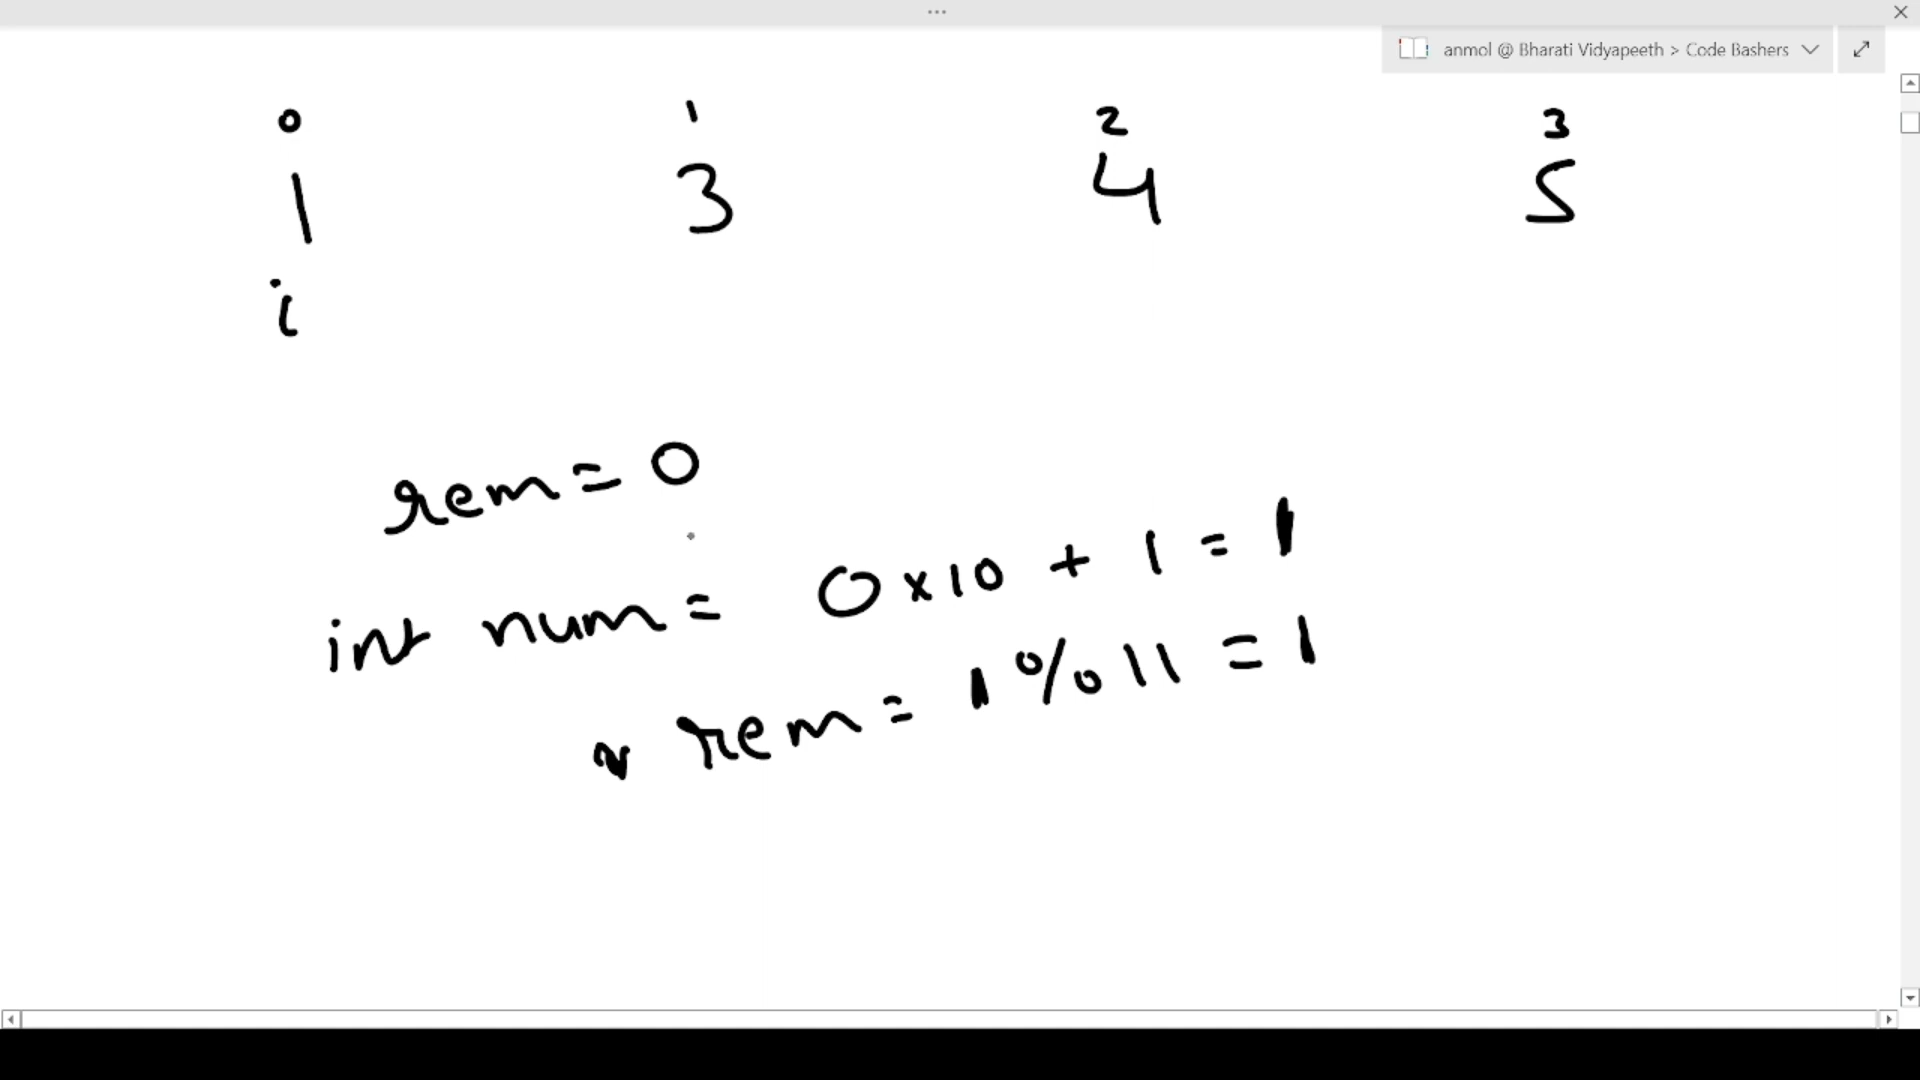 anmol @ Bharati Vidyapeeth > Code Bashers
0 1 2 3
1 3 4 5
i
rem = 0
int num = 0 x 10 + 1 = 1
rem = 1 % 11 = 1